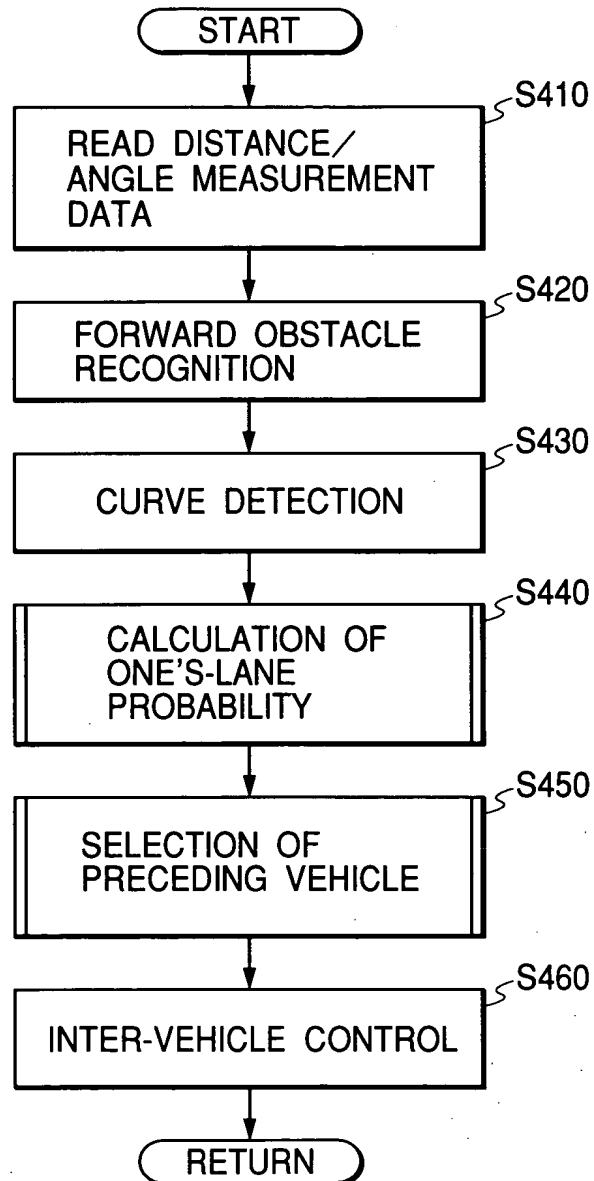 START
S410
READ DISTANCE/
ANGLE MEASUREMENT
DATA
S420
FORWARD OBSTACLE
RECOGNITION
S430
CURVE DETECTION
S440
CALCULATION OF
ONE'S-LANE
PROBABILITY
S450
SELECTION OF
PRECEDING VEHICLE
S460
INTER-VEHICLE CONTROL
RETURN